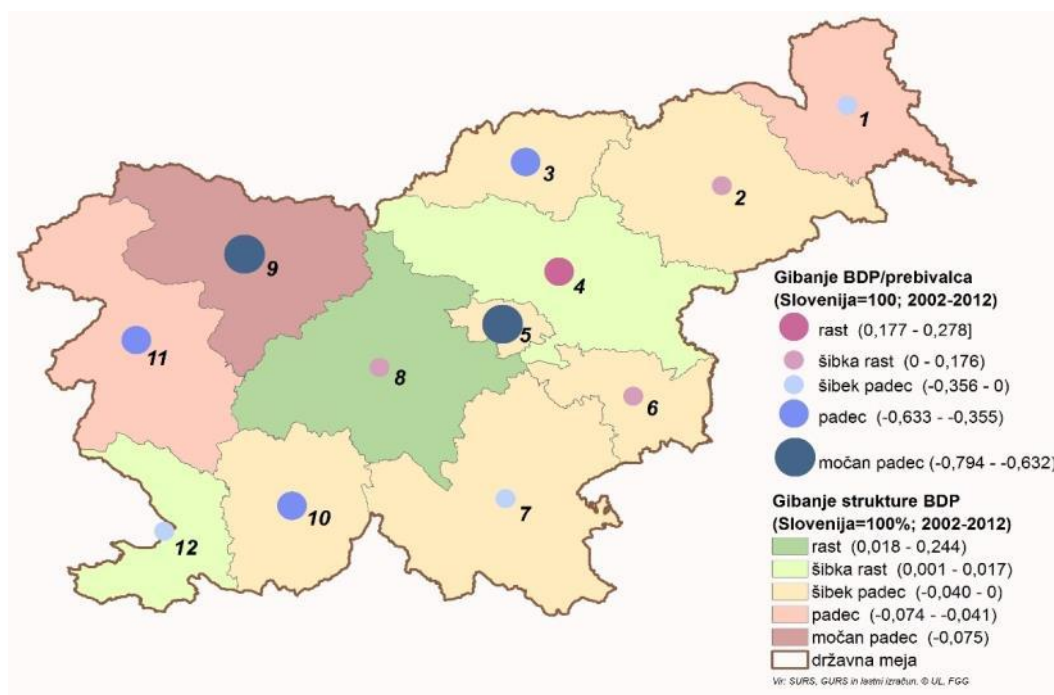 1
3
2
9
4
5
11
8
6
10
7
12
Gibanje BDP/prebivalca
(Slovenija=100; 2002-2012)
rast (0,177 - 0,278]
šibka rast (0 - 0,176)
šibek padec (-0,356 - 0)
padec (-0,633 - -0,355)
močan padec (-0,794 - -0,632)
Gibanje strukture BDP
(Slovenija=100%; 2002-2012)
rast (0,018 - 0,244)
šibka rast (0,001 - 0,017)
šibek padec (-0,040 - 0)
padec (-0,074 - -0,041)
močan padec (-0,075)
državna meja
Vir: SURS, GURS in lastni izračun. © UL, FGG